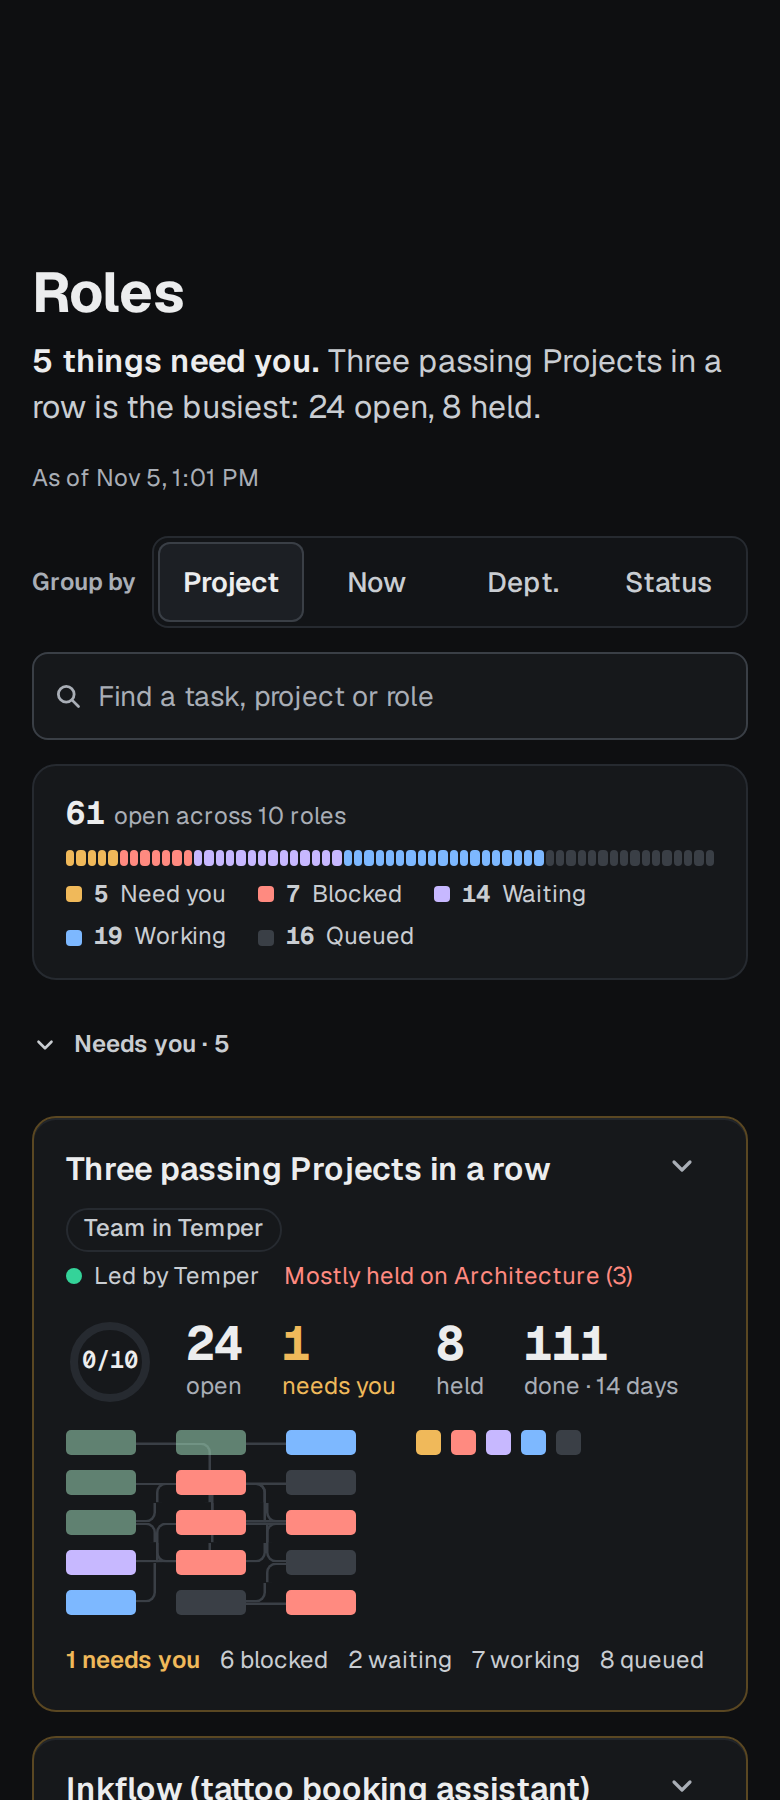 Roles
5 things need you. Three passing Projects in a
row is the busiest: 24 open, 8 held.
As of Nov 5, 1:01 PM
Group by Project Now Dept. Status
Find a task, project or role
61 open across 10 roles
5 Need you 7 Blocked 14 Waiting
19 Working 16 Queued
Needs you · 5
Three passing Projects in a row
Team in Temper
Led by Temper Mostly held on Architecture (3)
0/10 24 1 8 111
open needs you held done · 14 days
1 needs you 6 blocked 2 waiting 7 working 8 queued
Inkflow (tattoo booking assistant)